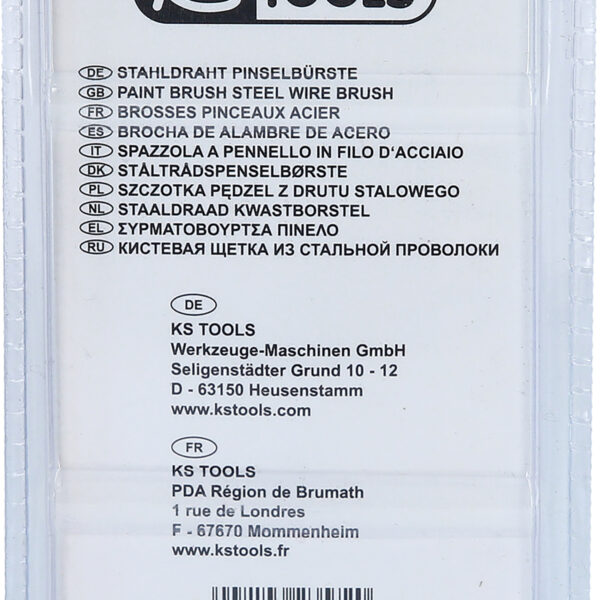 KS TOOLS
DE STAHLDRAHT PINSELBÜRSTE
GB PAINT BRUSH STEEL WIRE BRUSH
FR BROSSES PINCEAUX ACIER
ES BROCHA DE ALAMBRE DE ACERO
IT SPAZZOLA A PENNELLO IN FILO D'ACCIAIO
DK STÅLTRÅDSPENSELBØRSTE
PL SZCZOTKA PĘDZEL Z DRUTU STALOWEGO
NL STAALDRAAD KWASTBORSTEL
EL ΣΥΡΜΑΤΟΒΟΥΡΤΣΑ ΠΙΝΕΛΟ
RU КИСТЕВАЯ ЩЕТКА ИЗ СТАЛЬНОЙ ПРОВОЛОКИ
DE
KS TOOLS
Werkzeuge-Maschinen GmbH
Seligenstädter Grund 10 - 12
D - 63150 Heusenstamm
www.kstools.com
FR
KS TOOLS
PDA Région de Brumath
1 rue de Londres
F - 67670 Mommenheim
www.kstools.fr